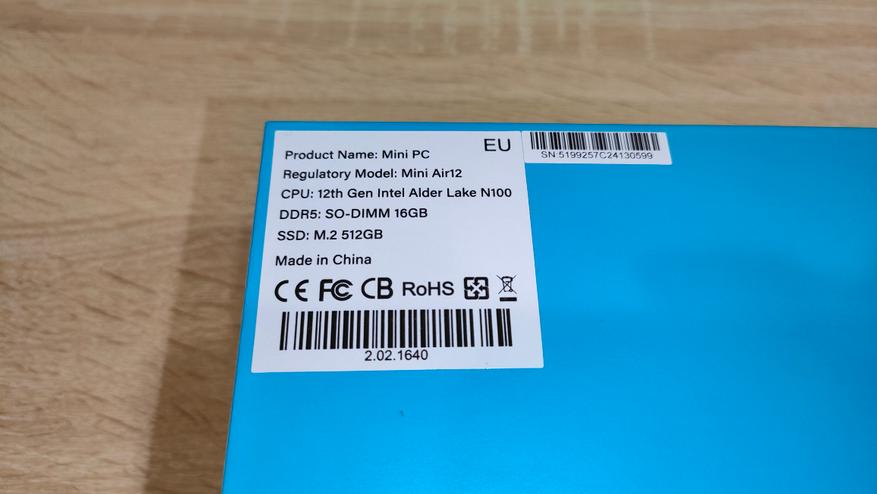 Product Name: Mini PC
EU
Regulatory Model: Mini Air12
CPU: 12th Gen Intel Alder Lake N100
DDR5: SO-DIMM 16GB
SSD: M.2 512GB
Made in China
CE FC CB RoHS
2.02.1640
SN:5199257C24130599